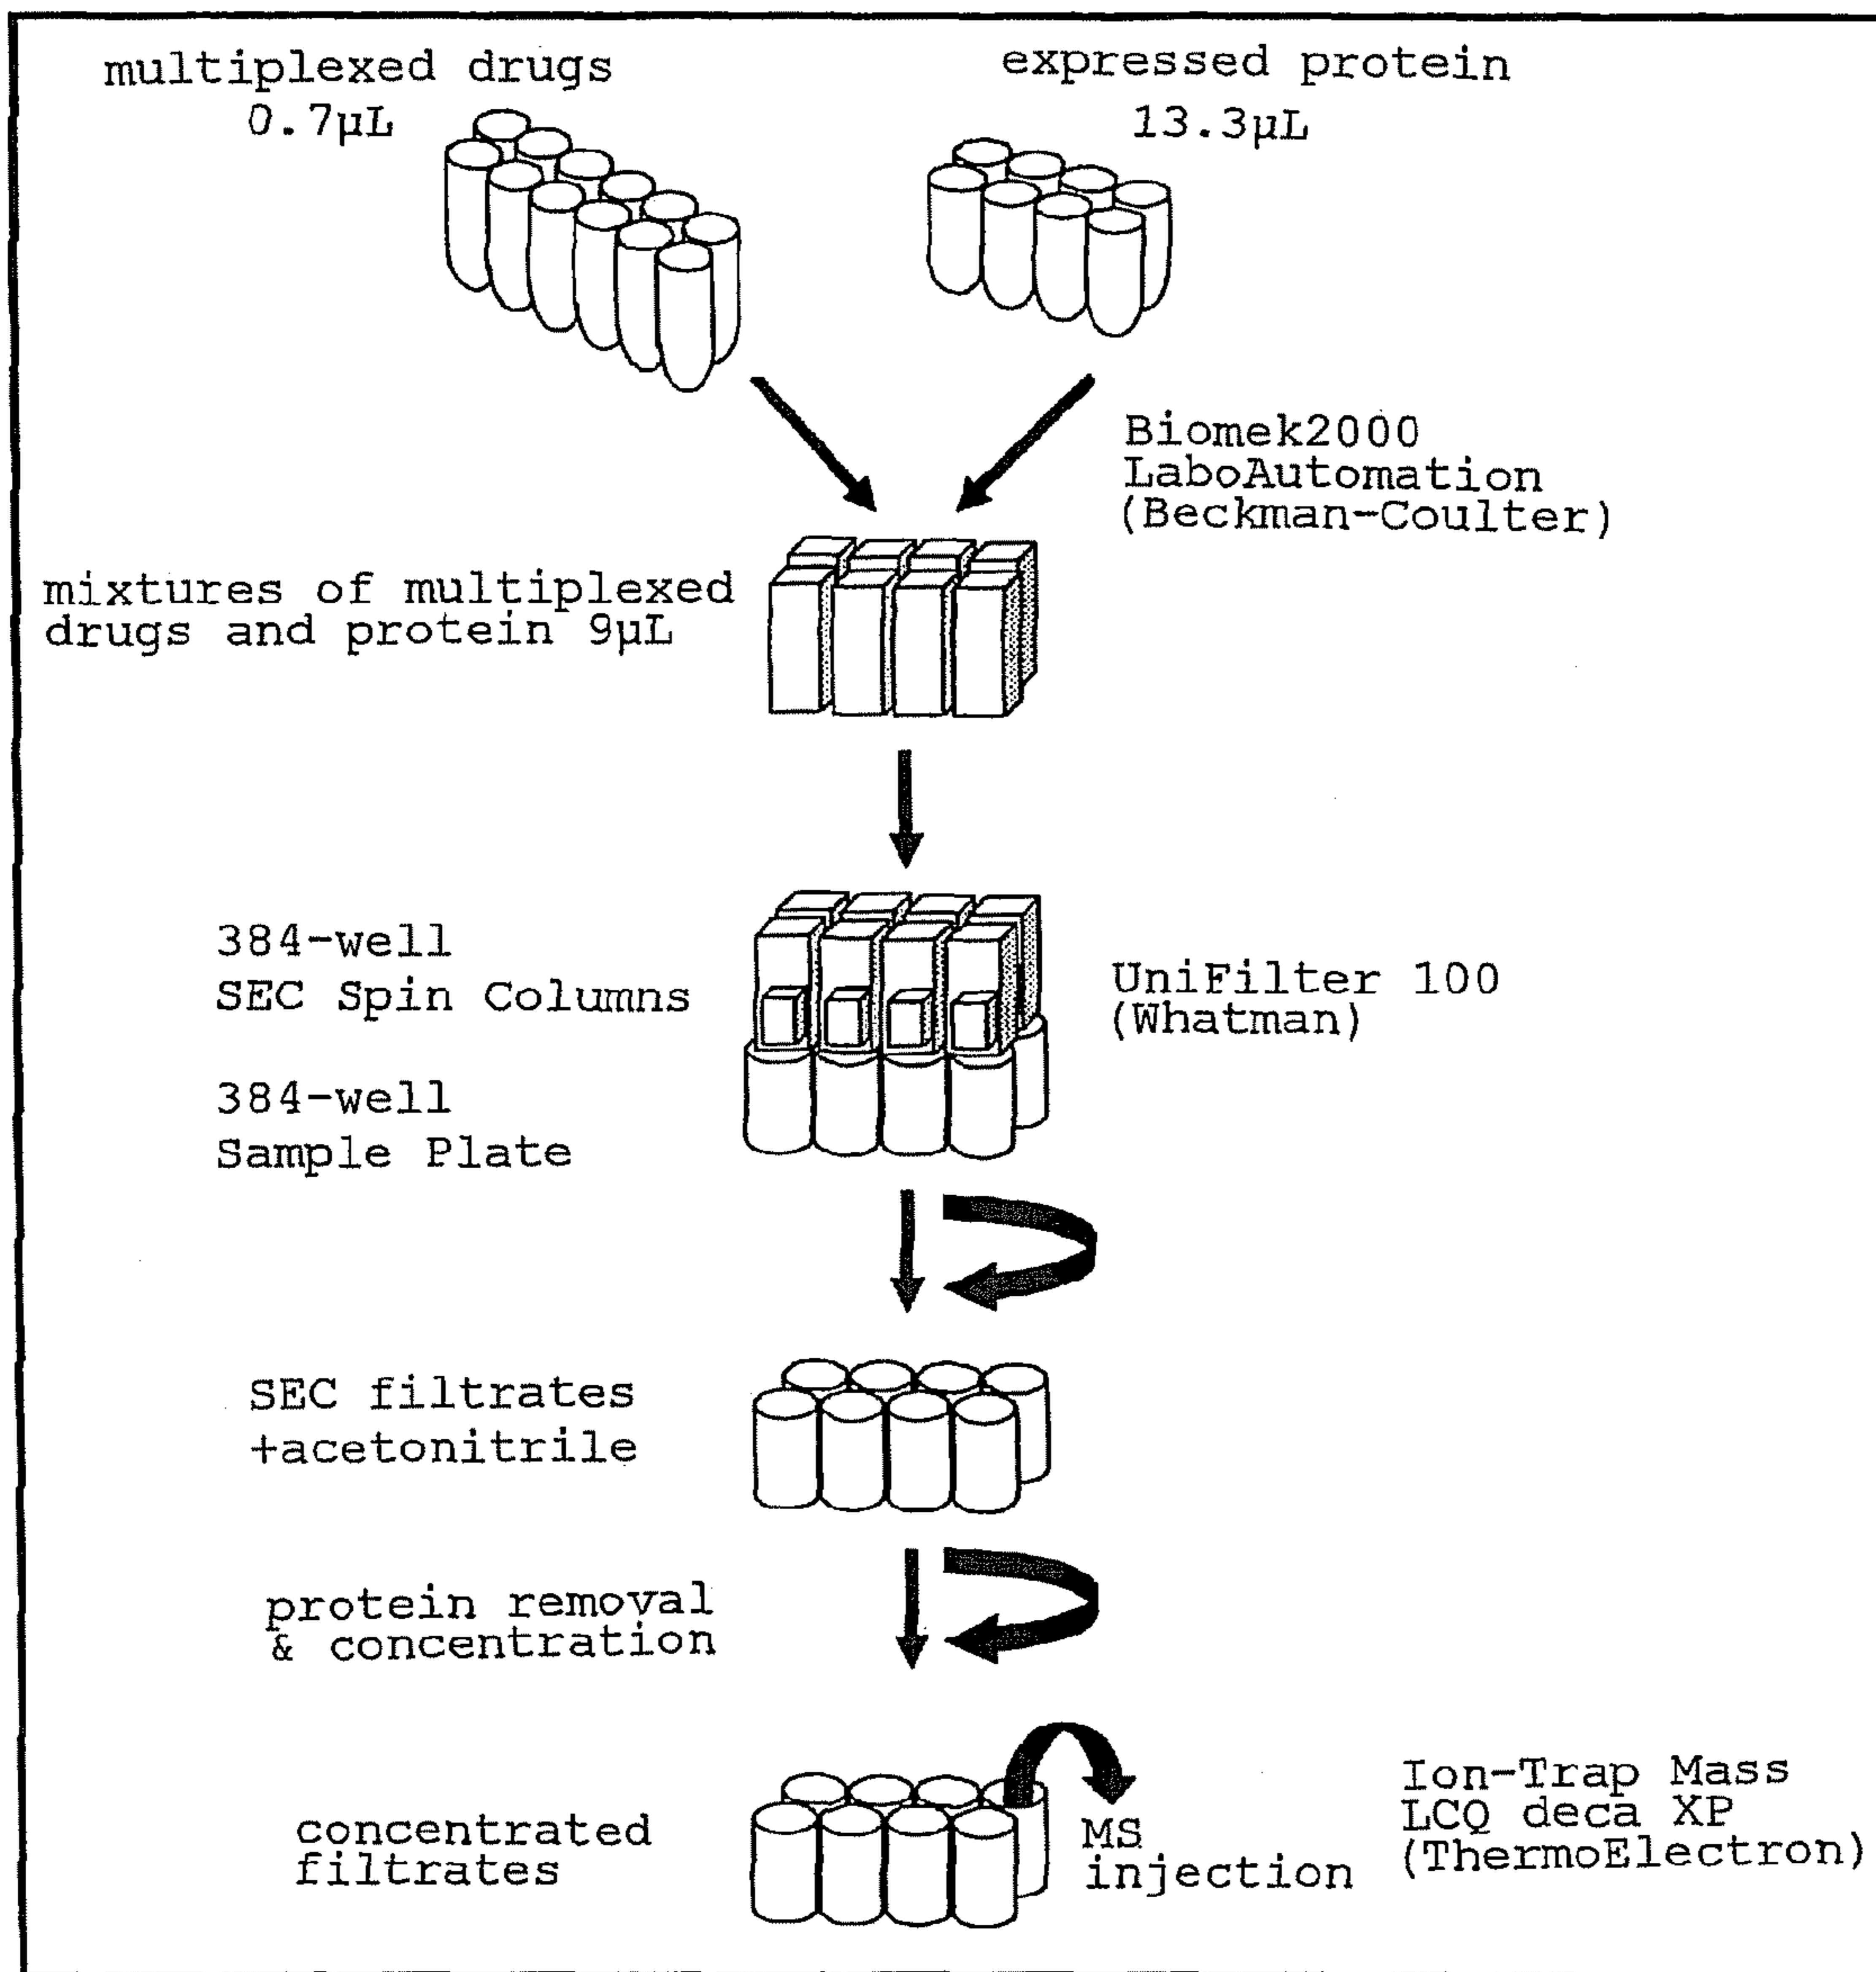 multiplexed drugs
0.7µL
expressed protein
13.3µL
Biomek2000
LaboAutomation
(Beckman-Coulter)
mixtures of multiplexed
drugs and protein 9µL
384-well
SEC Spin Columns
UniFilter 100
(Whatman)
384-well
Sample Plate
SEC filtrates
+acetonitrile
protein removal
& concentration
concentrated
filtrates
MS
injection
Ion-Trap Mass
LCQ deca XP
(ThermoElectron)